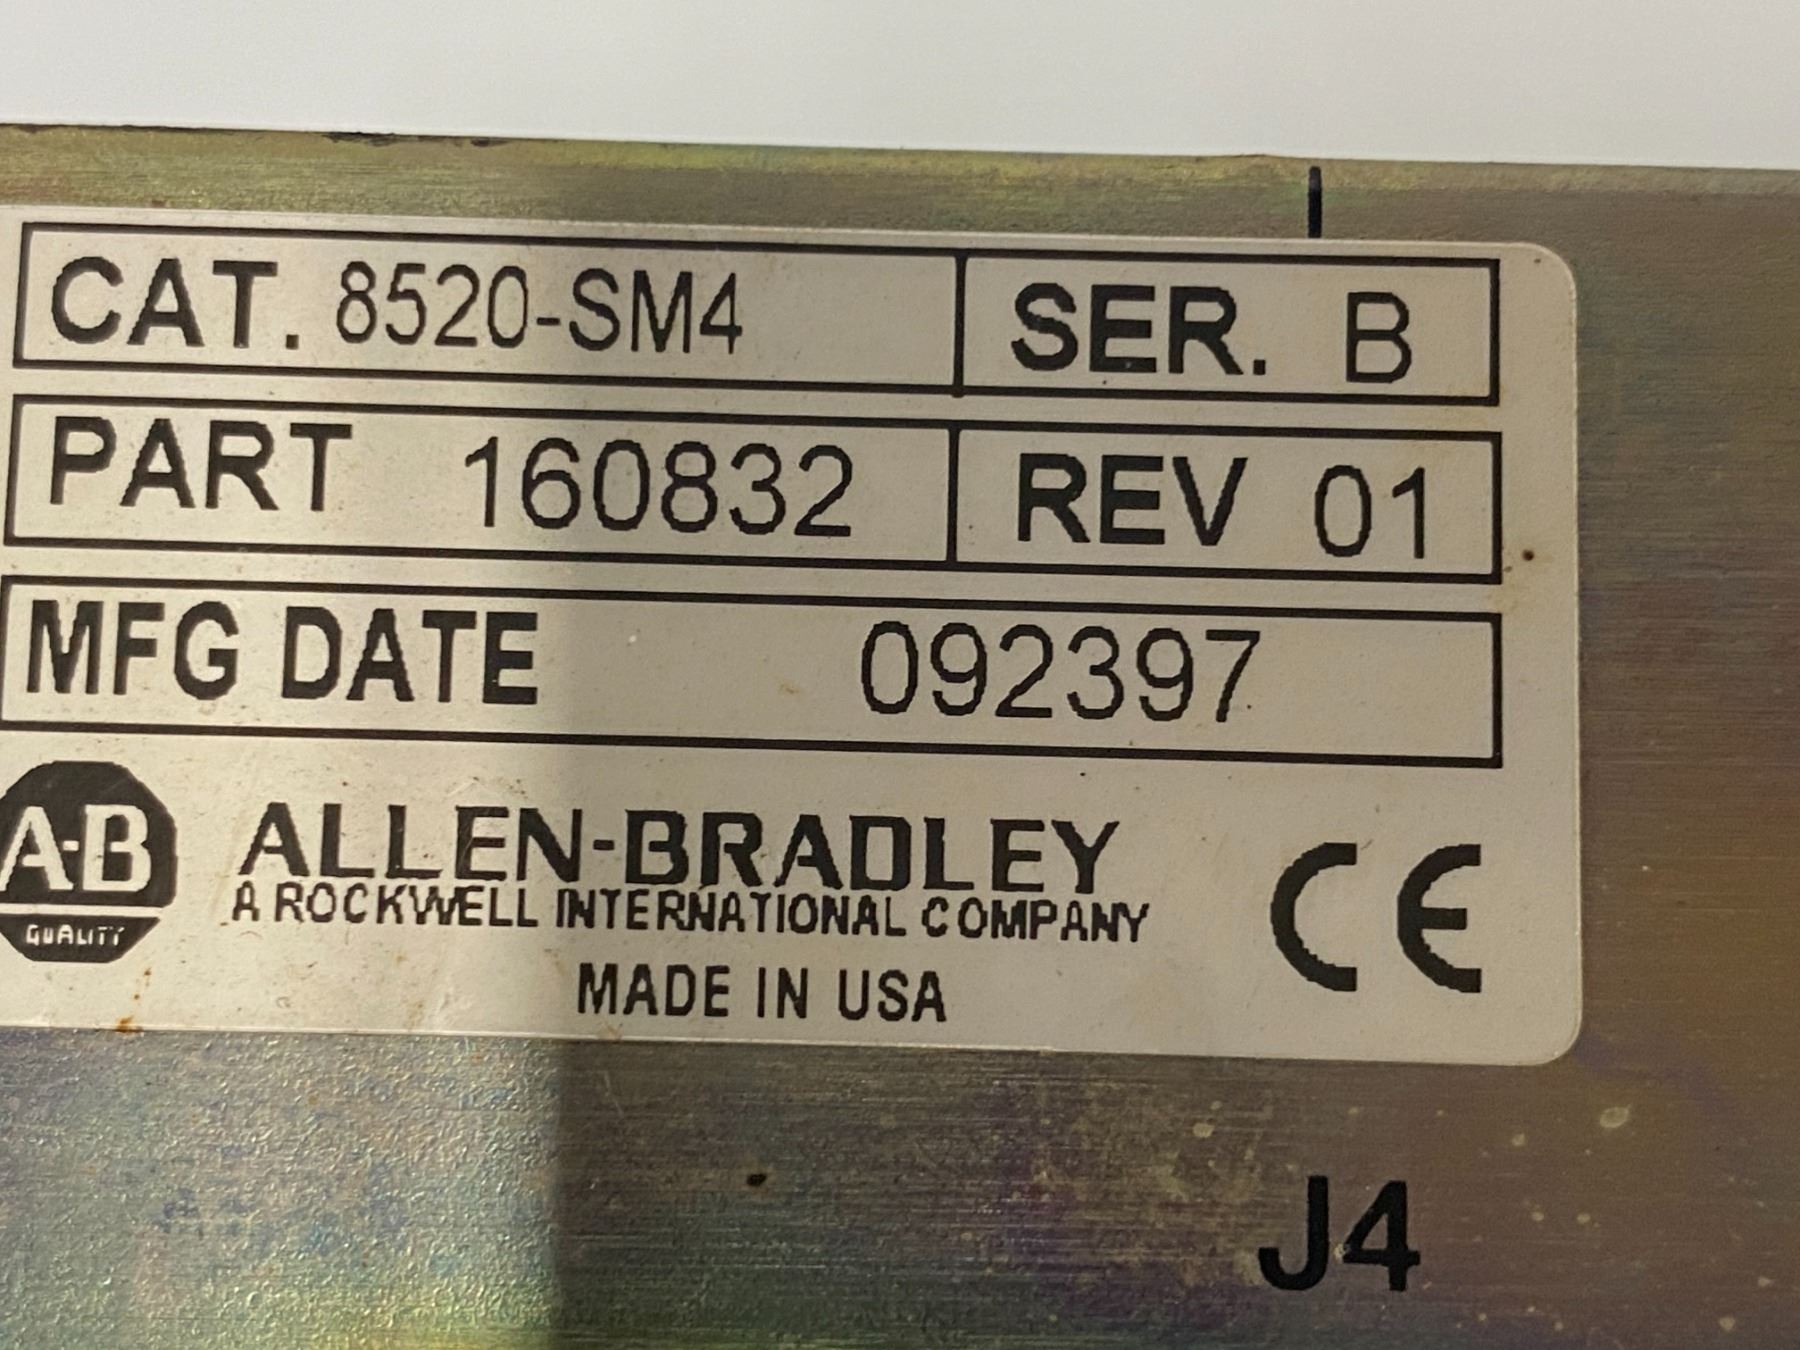 CAT. 8520-SM4 SER. B
PART 160832 REV 01
MFG DATE 092397
A-B
QUALITY
ALLEN-BRADLEY
A ROCKWELL INTERNATIONAL COMPANY
MADE IN USA
CE
J4